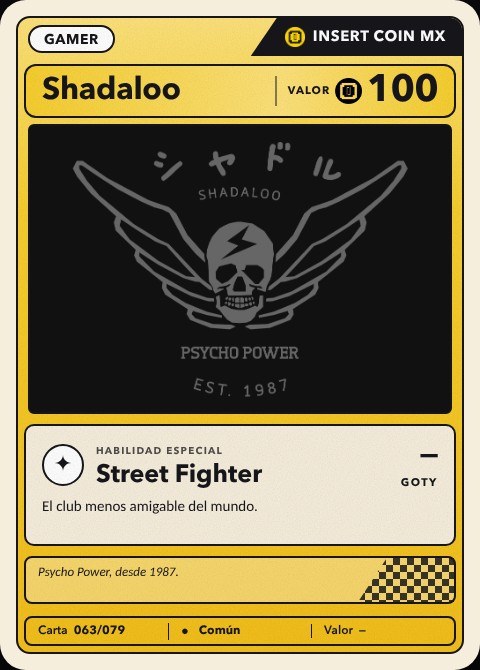 GAMER
INSERT COIN MX
Shadaloo
VALOR 100
シャドル
SHADALOO
PSYCHO POWER
EST. 1987
HABILIDAD ESPECIAL
Street Fighter
—
GOTY
El club menos amigable del mundo.
Psycho Power, desde 1987.
Carta 063/079 • Común Valor —